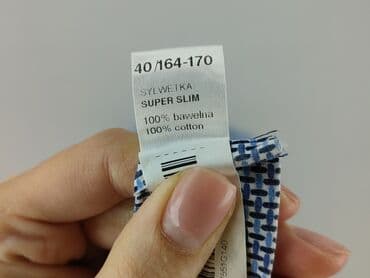 40/164-170
SYLWETKA
SUPER SLIM
100% bawełna
100% cotton